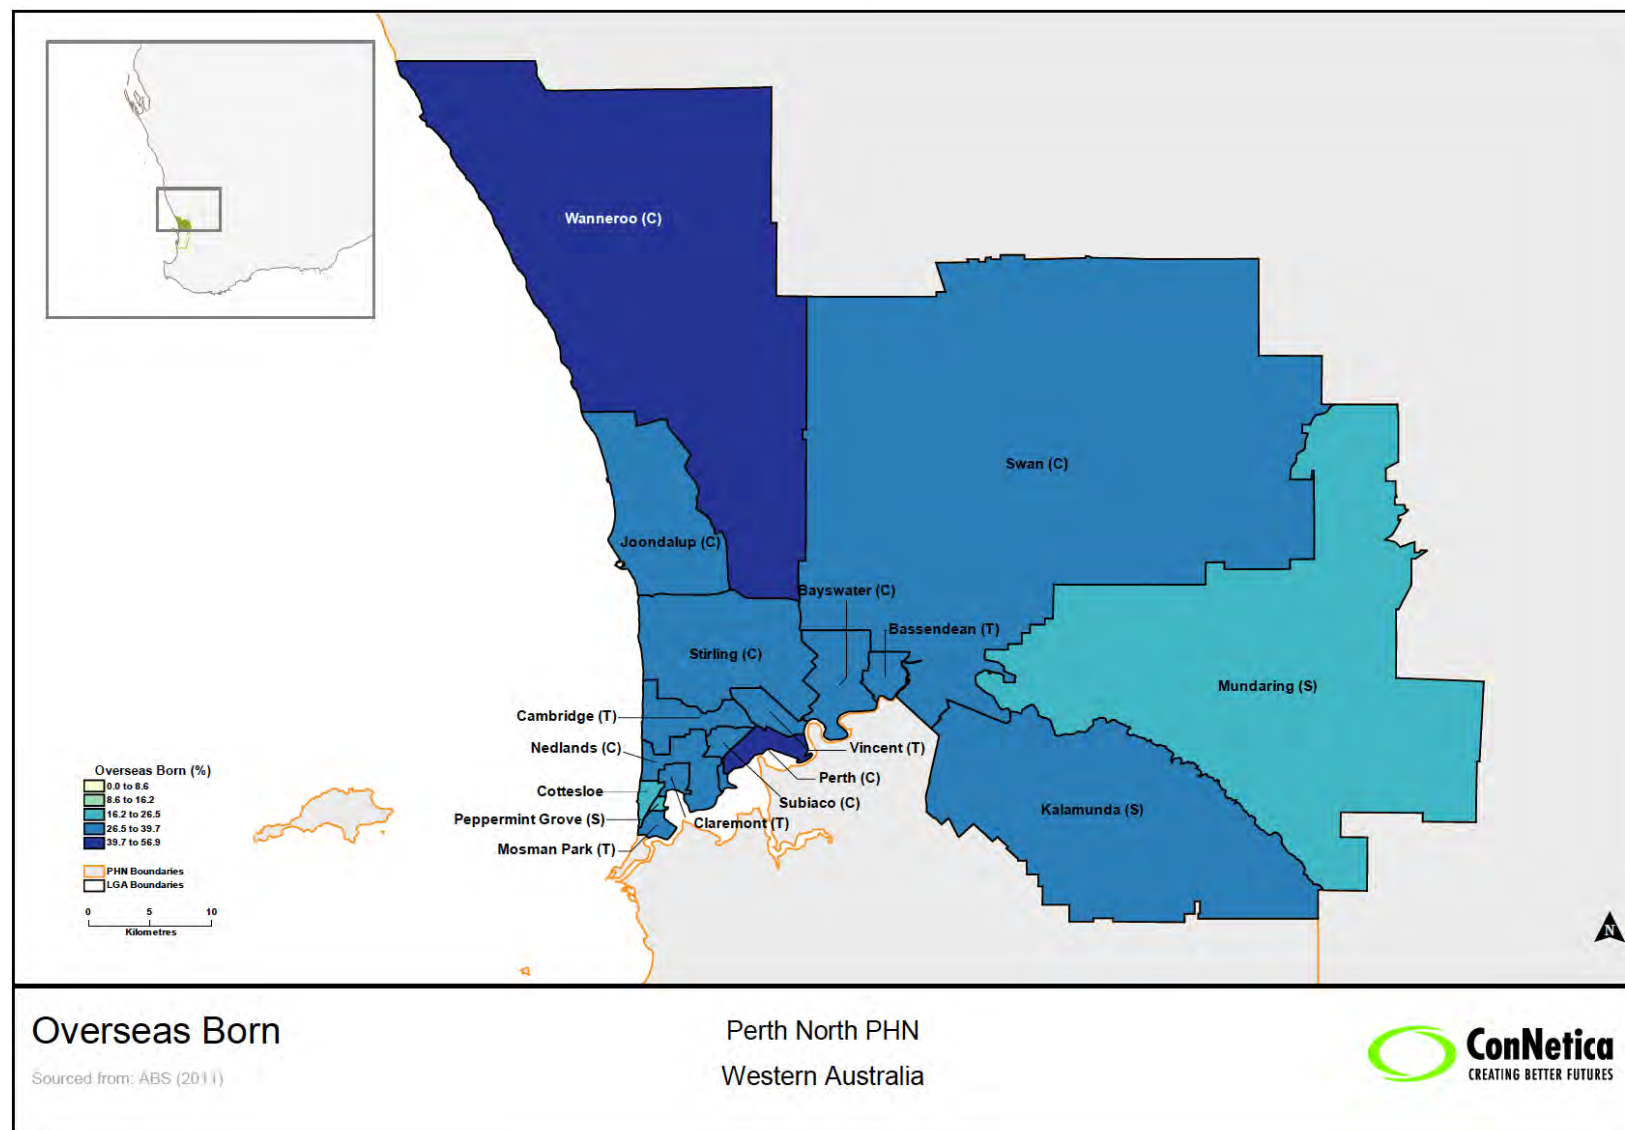 Wanneroo (C)
Swan (C)
Joondalup (C)
Bayswater (C)
Bassendean (T)
Stirling (C)
Mundaring (S)
Cambridge (T)
Nedlands (C)
Vincent (T)
Perth (C)
Cottesloe
Subiaco (C)
Peppermint Grove (S)
Claremont (T)
Kalamunda (S)
Mosman Park (T)
Overseas Born (%)
0.0 to 8.6
8.6 to 16.2
16.2 to 26.5
26.5 to 39.7
39.7 to 56.9
PHN Boundaries
LGA Boundaries
0 5 10
Kilometres
N
Overseas Born
Sourced from: ABS (2011)
Perth North PHN
Western Australia
ConNetica
CREATING BETTER FUTURES